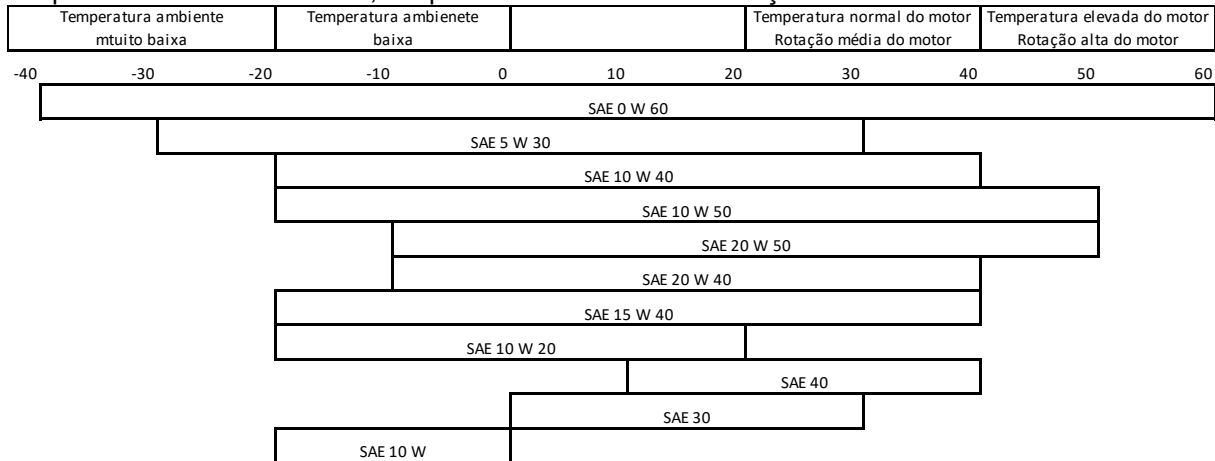 Temperatura ambiente
mtuito baixa
Temperatura ambienete
baixa
Temperatura normal do motor
Rotação média do motor
Temperatura elevada do motor
Rotação alta do motor
-40 -30 -20 -10 0 10 20 30 40 50 60
SAE 0 W 60
SAE 5 W 30
SAE 10 W 40
SAE 10 W 50
SAE 20 W 50
SAE 20 W 40
SAE 15 W 40
SAE 10 W 20
SAE 40
SAE 30
SAE 10 W